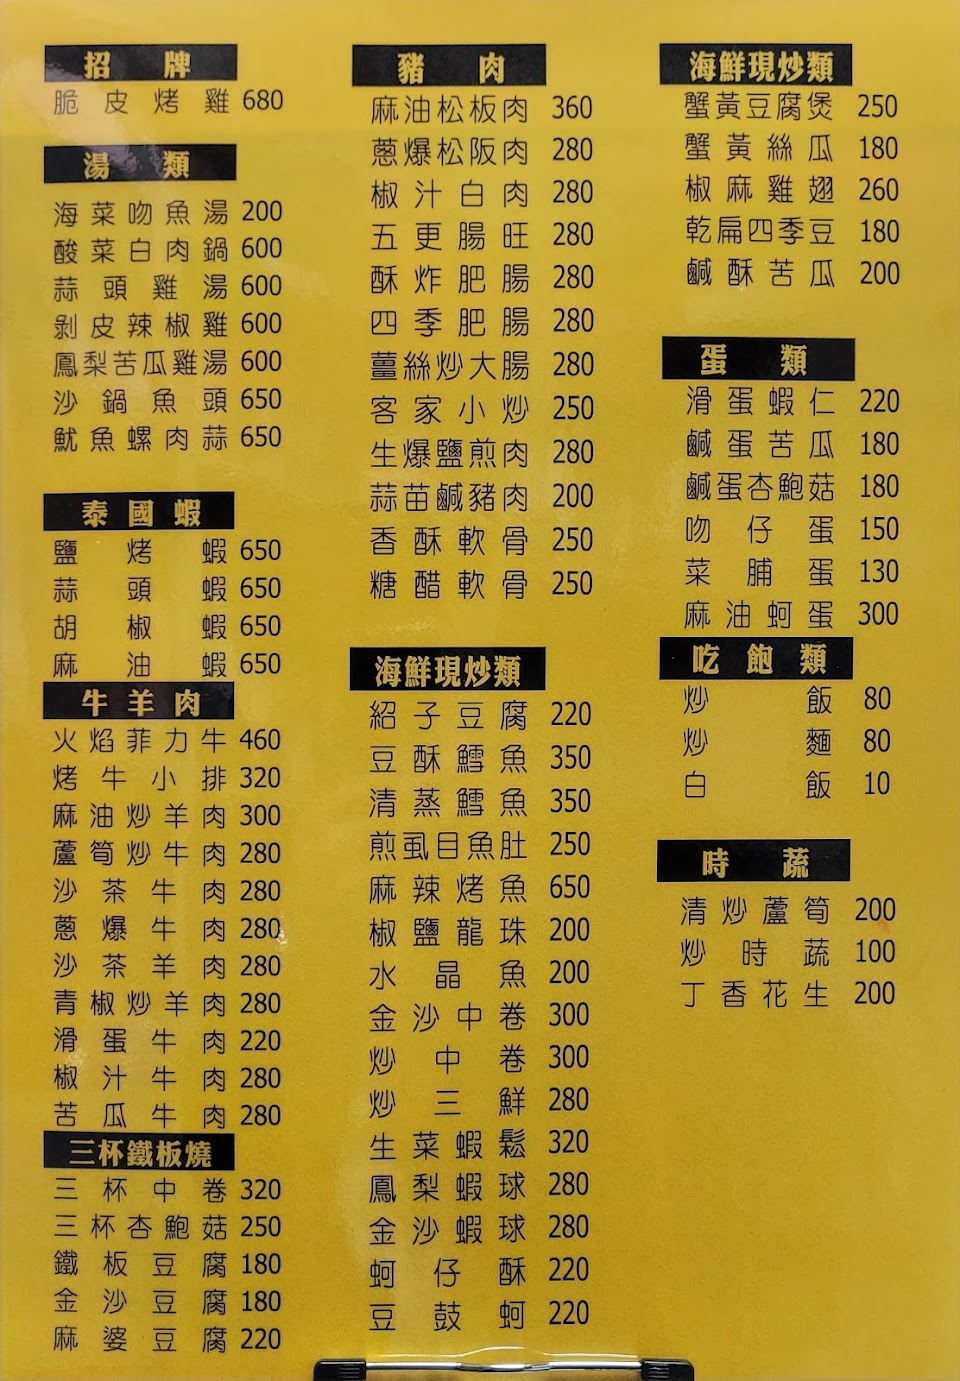 招牌
脆皮烤雞 680
湯類
海菜吻魚湯 200
酸菜白肉鍋 600
蒜頭雞湯 600
剝皮辣椒雞 600
鳳梨苦瓜雞湯 600
沙鍋魚頭 650
魷魚螺肉蒜 650
泰國蝦
鹽烤蝦 650
蒜頭蝦 650
胡椒蝦 650
麻油蝦 650
牛羊肉
火焰菲力牛 460
烤牛小排 320
麻油炒羊肉 300
蘆筍炒牛肉 280
沙茶牛肉 280
蔥爆牛肉 280
沙茶羊肉 280
青椒炒羊肉 280
滑蛋牛肉 220
椒汁牛肉 280
苦瓜牛肉 280
三杯鐵板燒
三杯中卷 320
三杯杏鮑菇 250
鐵板豆腐 180
金沙豆腐 180
麻婆豆腐 220
豬肉
麻油松板肉 360
蔥爆松阪肉 280
椒汁白肉 280
五更腸旺 280
酥炸肥腸 280
四季肥腸 280
薑絲炒大腸 280
客家小炒 250
生爆鹽煎肉 280
蒜苗鹹豬肉 200
香酥軟骨 250
糖醋軟骨 250
海鮮現炒類
紹子豆腐 220
豆酥鱈魚 350
清蒸鱈魚 350
煎虱目魚肚 250
麻辣烤魚 650
椒鹽龍珠 200
水晶魚 200
金沙中卷 300
炒中卷 300
炒三鮮 280
生菜蝦鬆 320
鳳梨蝦球 280
金沙蝦球 280
蚵仔酥 220
豆鼓蚵 220
海鮮現炒類
蟹黃豆腐煲 250
蟹黃絲瓜 180
椒麻雞翅 260
乾扁四季豆 180
鹹酥苦瓜 200
蛋類
滑蛋蝦仁 220
鹹蛋苦瓜 180
鹹蛋杏鮑菇 180
吻仔蛋 150
菜脯蛋 130
麻油蚵蛋 300
吃飽類
炒飯 80
炒麵 80
白飯 10
時蔬
清炒蘆筍 200
炒時蔬 100
丁香花生 200